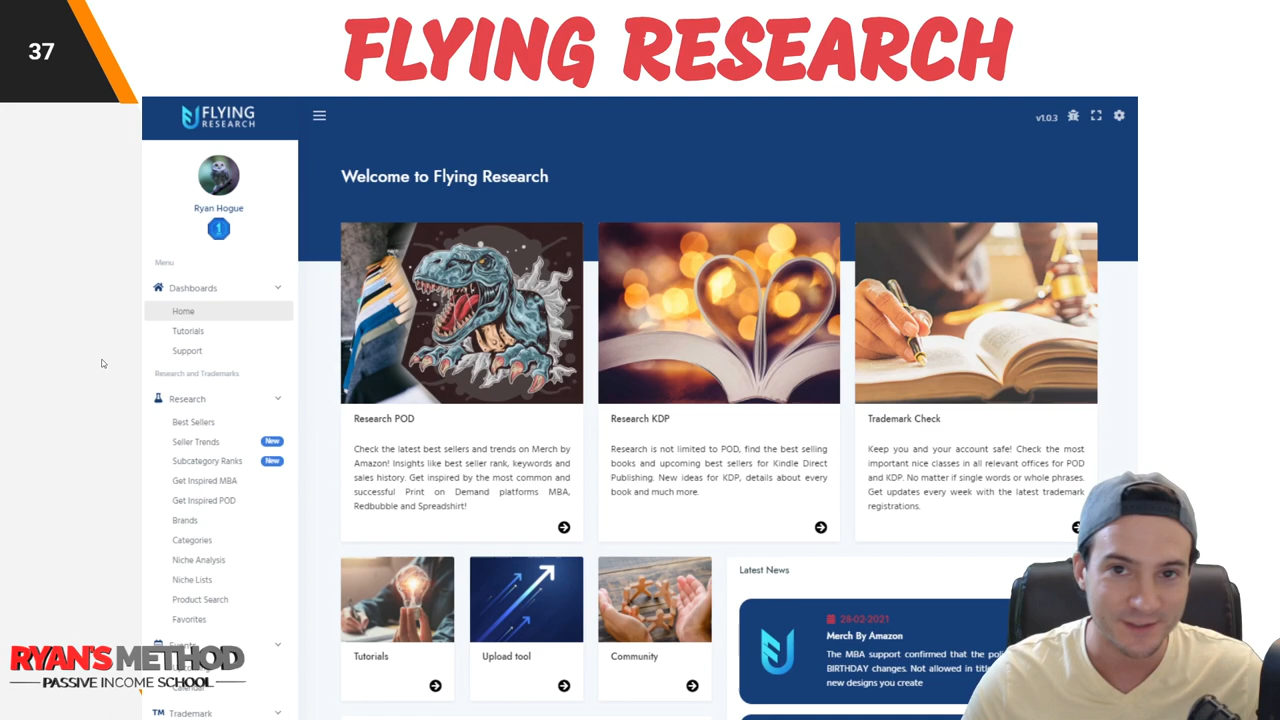 37
FLYING RESEARCH
FLYING
RESEARCH
v1.0.3
Ryan Hogue
1
Welcome to Flying Research
Menu
Dashboards
Home
Tutorials
Support
Research and Trademarks
Research
Best Sellers
Seller Trends New
Subcategory Ranks New
Get Inspired MBA
Get Inspired POD
Brands
Categories
Niche Analysis
Niche Lists
Product Search
Favorites
Calendar
TM Trademark
Research POD
Check the latest best sellers and trends on Merch by
Amazon! Insights like best seller rank, keywords and
sales history. Get inspired by the most common and
successful Print on Demand platforms MBA,
Redbubble and Spreadshirt!
Research KDP
Research is not limited to POD, find the best selling
books and upcoming best sellers for Kindle Direct
Publishing. New ideas for KDP, details about every
book and much more.
Trademark Check
Keep you and your account safe! Check the most
important nice classes in all relevant offices for POD
and KDP. No matter if single words or whole phrases.
Get updates every week with the latest trademark
registrations.
Tutorials
Upload tool
Community
Latest News
28-02-2021
Merch By Amazon
The MBA support confirmed that the
BIRTHDAY changes. Not allowed in
new designs you create
RYAN'S METHOD
PASSIVE INCOME SCHOOL